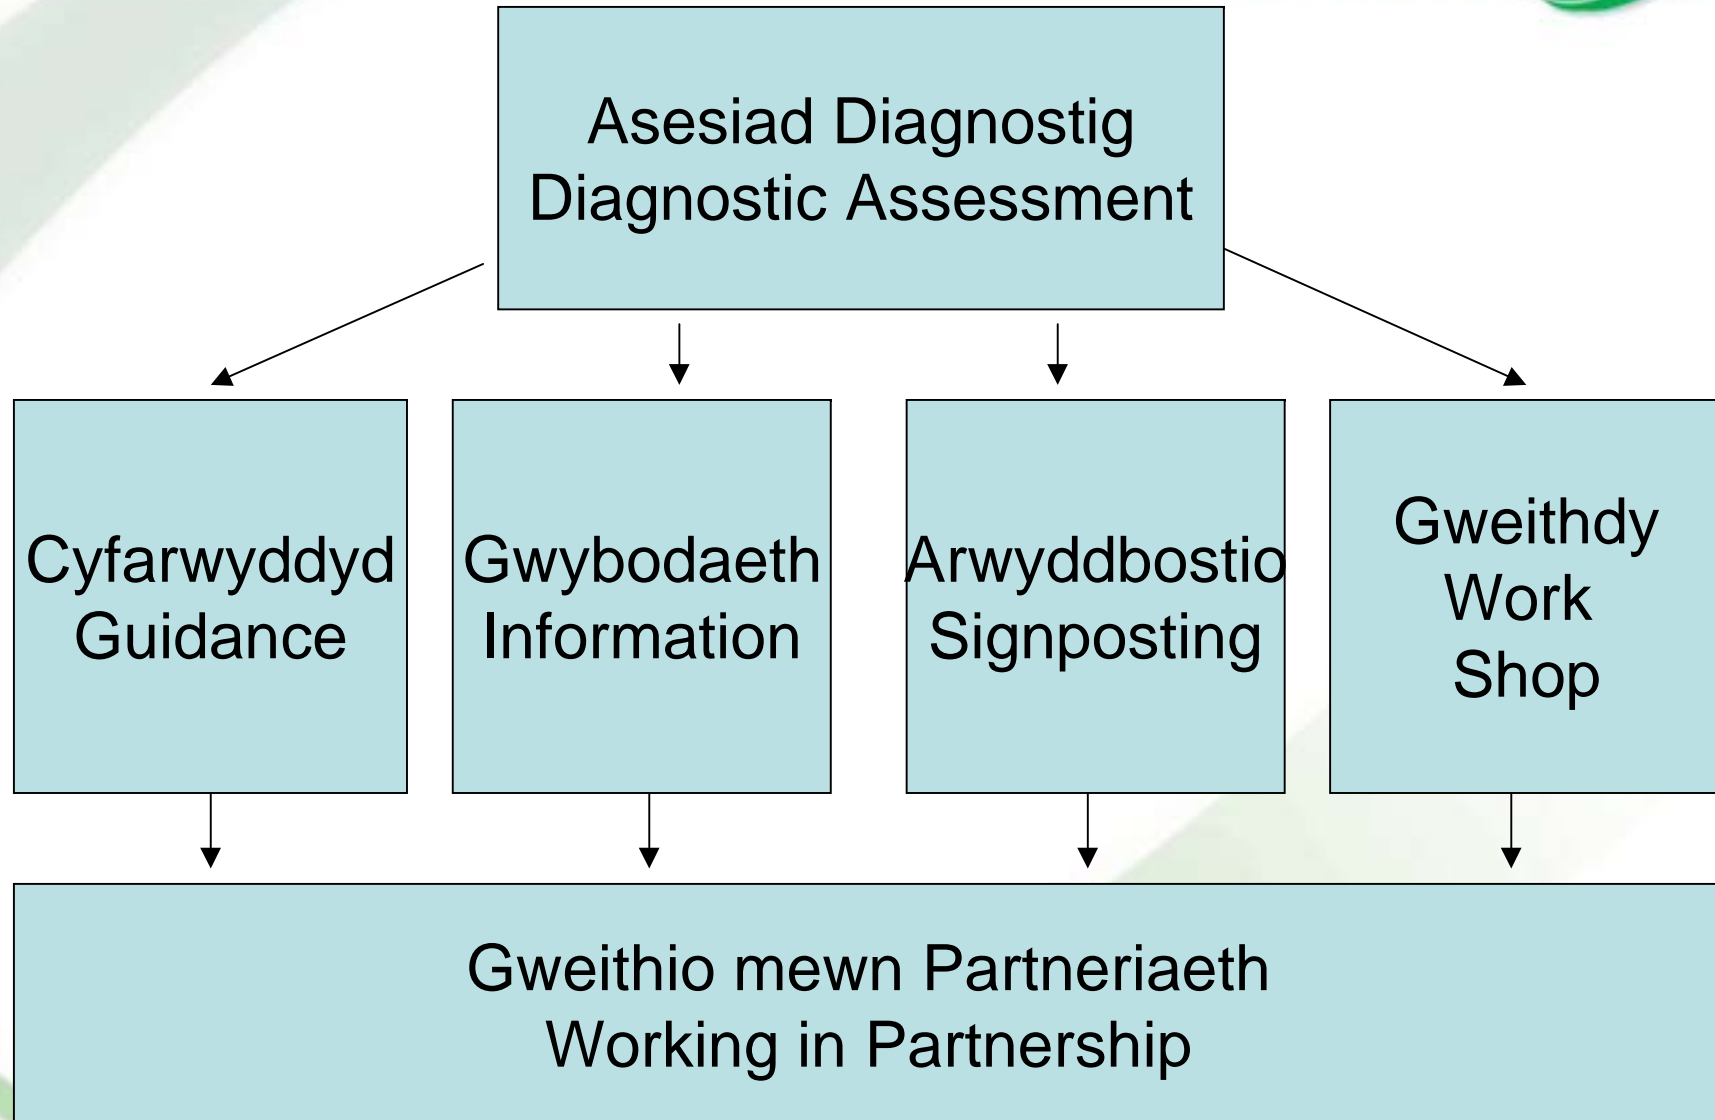 Asesiad Diagnostig
Diagnostic Assessment
Cyfarwyddyd
Guidance
Gwybodaeth
Information
Arwyddbostio
Signposting
Gweithdy
Work
Shop
Gweithio mewn Partneriaeth
Working in Partnership